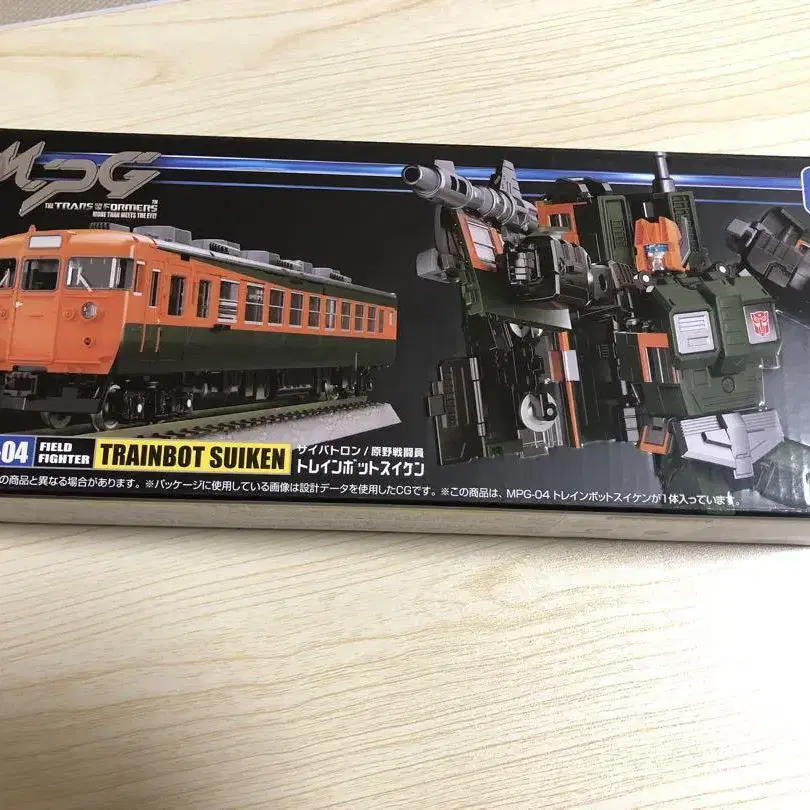 MPG
THE TRANSFORMERS™
MORE THAN MEETS THE EYE!
-04
FIELD
FIGHTER
TRAINBOT SUIKEN
サイバトロン/原野戦闘員
トレインボットスイケン
の商品と異なる場合があります。※パッケージに使用している画像は設計データを使用したCGです。※この商品は、MPG-04 トレインボットスイケンが1体入っています。